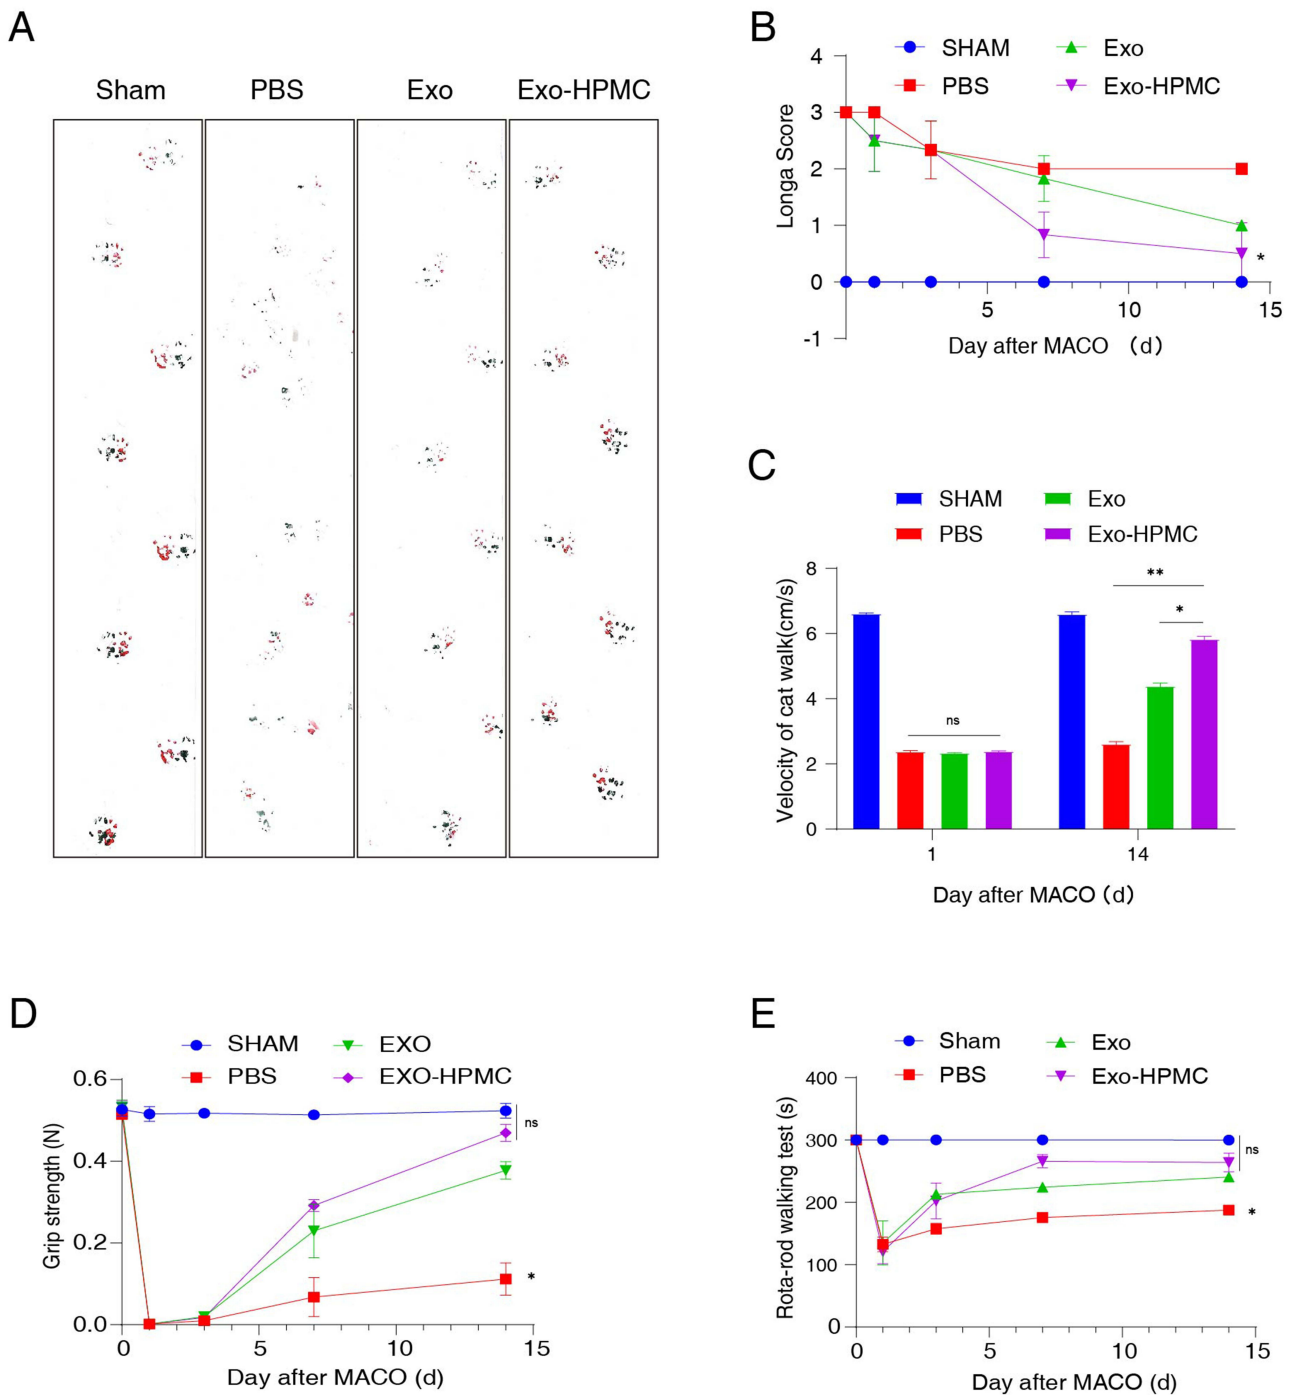 A
Sham PBS Exo Exo-HPMC
B
SHAM Exo
PBS Exo-HPMC
Longa Score
4
3
2
1
0
-1
5 10 15
*
Day after MACO （d）
C
SHAM Exo
PBS Exo-HPMC
Velocity of cat walk(cm/s)
8
6
4
2
0
ns
**
*
1 14
Day after MACO（d）
D
SHAM EXO
PBS EXO-HPMC
Grip strength (N)
0.6
0.4
0.2
0.0
ns
*
0 5 10 15
Day after MACO (d)
E
Sham Exo
PBS Exo-HPMC
Rota-rod walking test (s)
400
300
200
100
0
ns
*
0 5 10 15
Day after MACO (d)